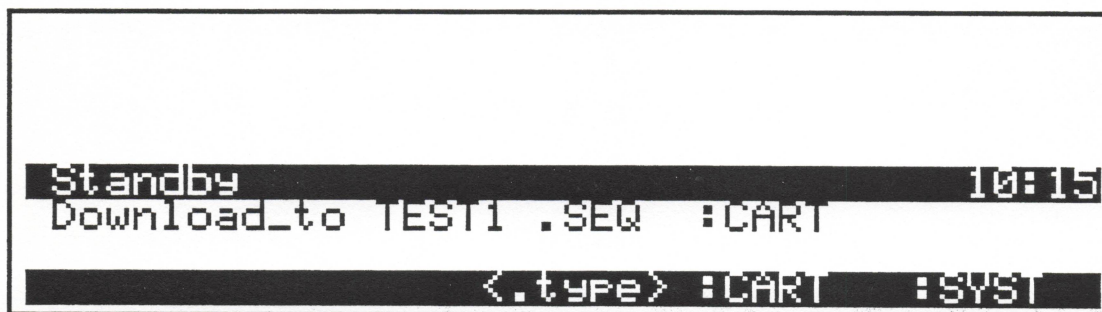 Standby 10:15
Download_to TEST1 .SEQ :CART
<.type> :CART :SYST